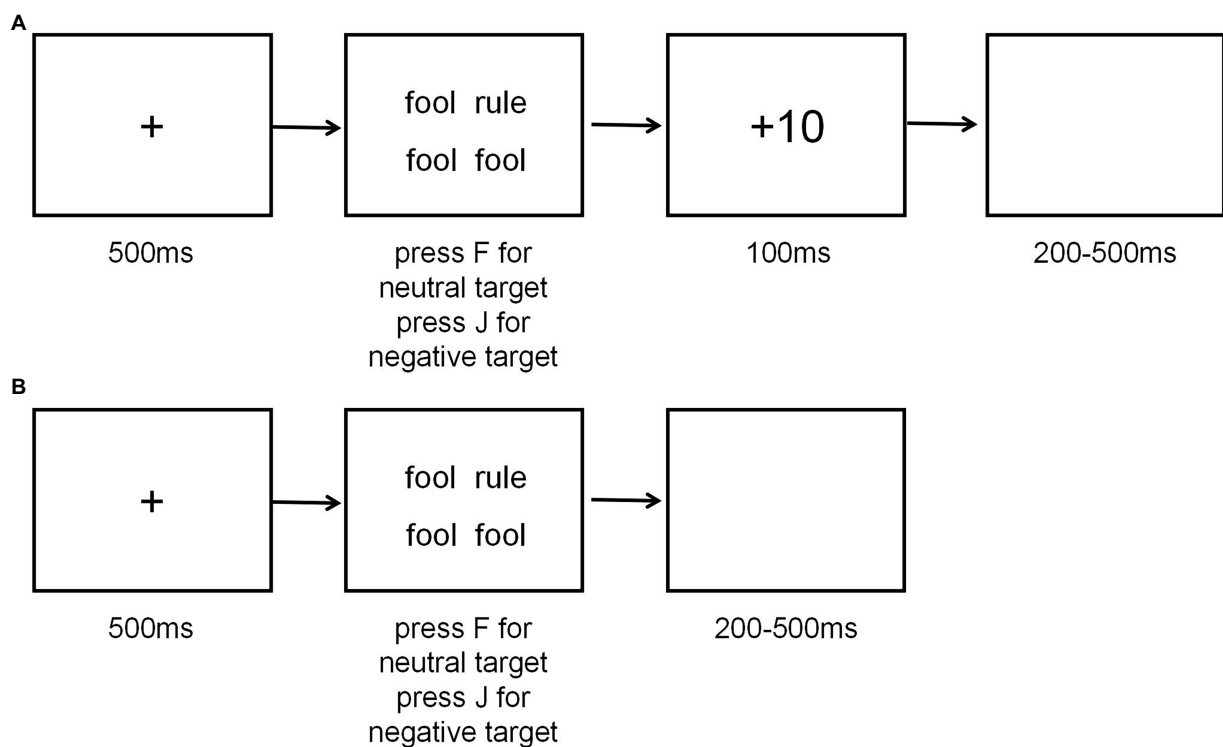 A
+
fool rule
fool fool
+10
500ms
press F for
neutral target
press J for
negative target
100ms
200-500ms
B
+
fool rule
fool fool
500ms
press F for
neutral target
press J for
negative target
200-500ms